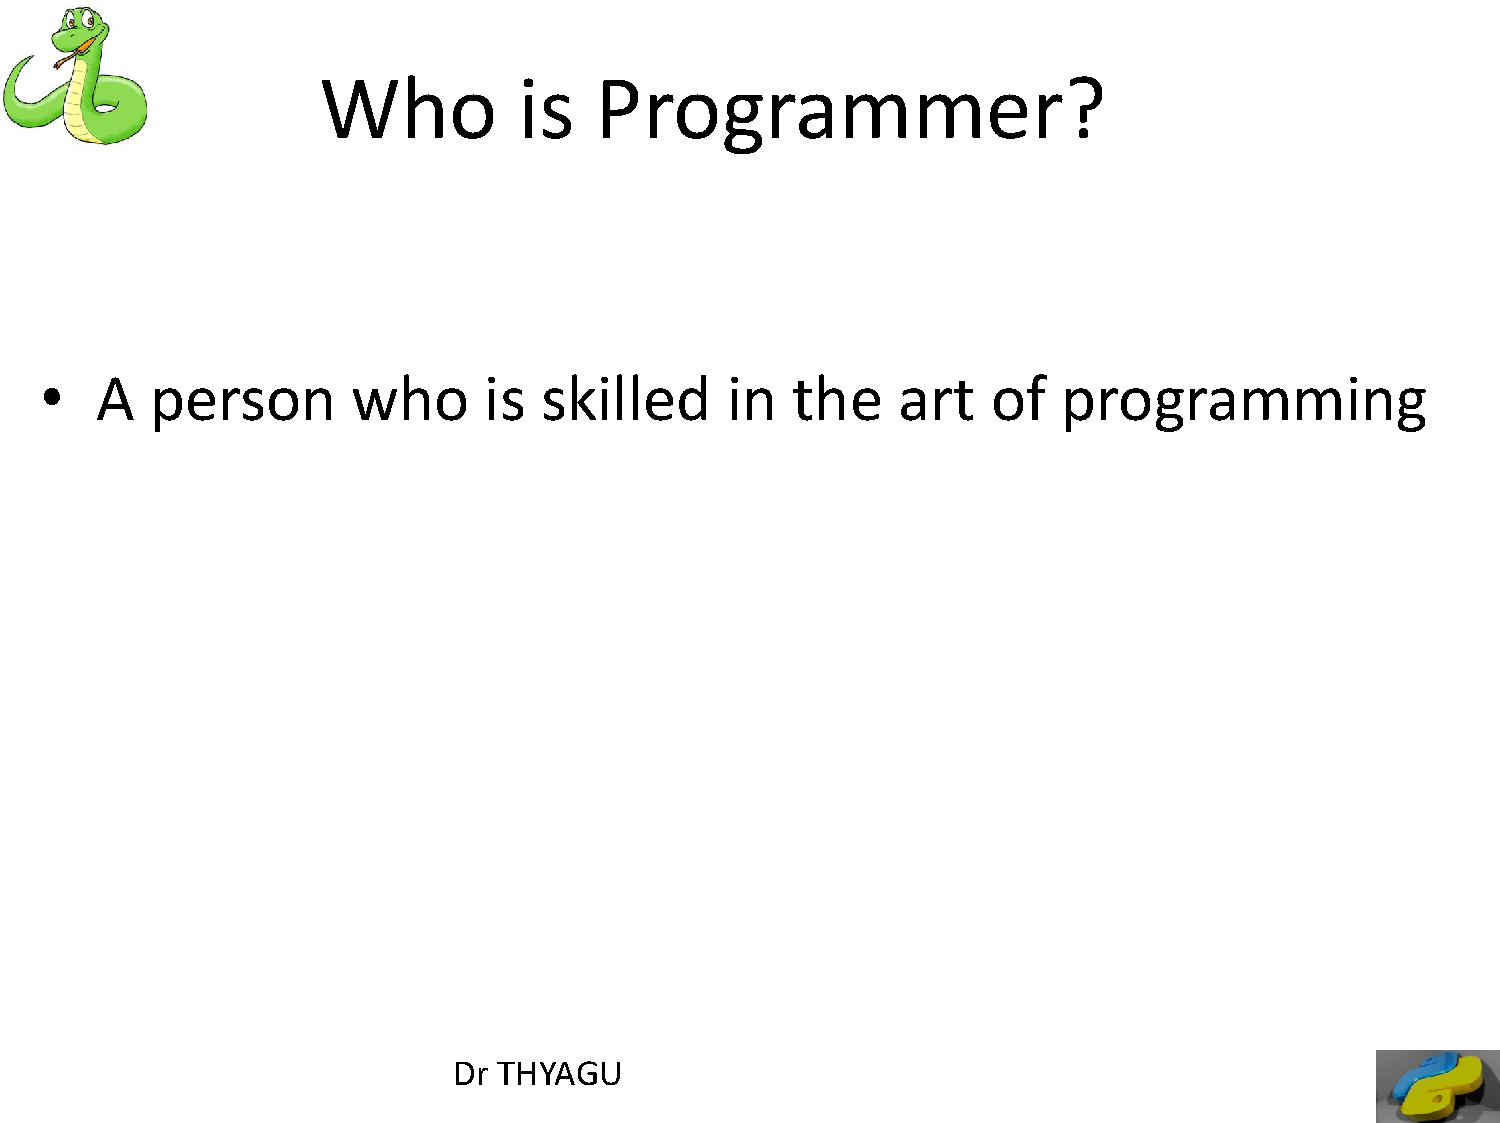 Who is Programmer?
• A person who is skilled in the art of programming
Dr THYAGU